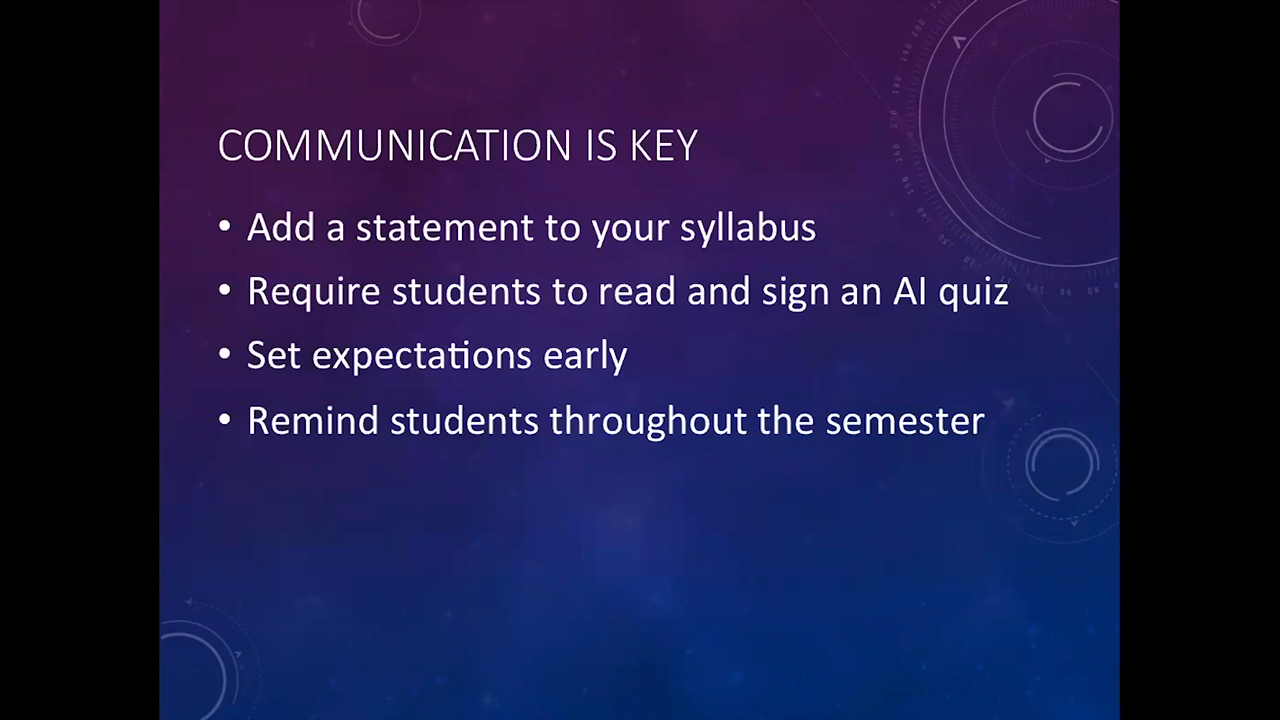 COMMUNICATION IS KEY
• Add a statement to your syllabus
• Require students to read and sign an AI quiz
• Set expectations early
• Remind students throughout the semester